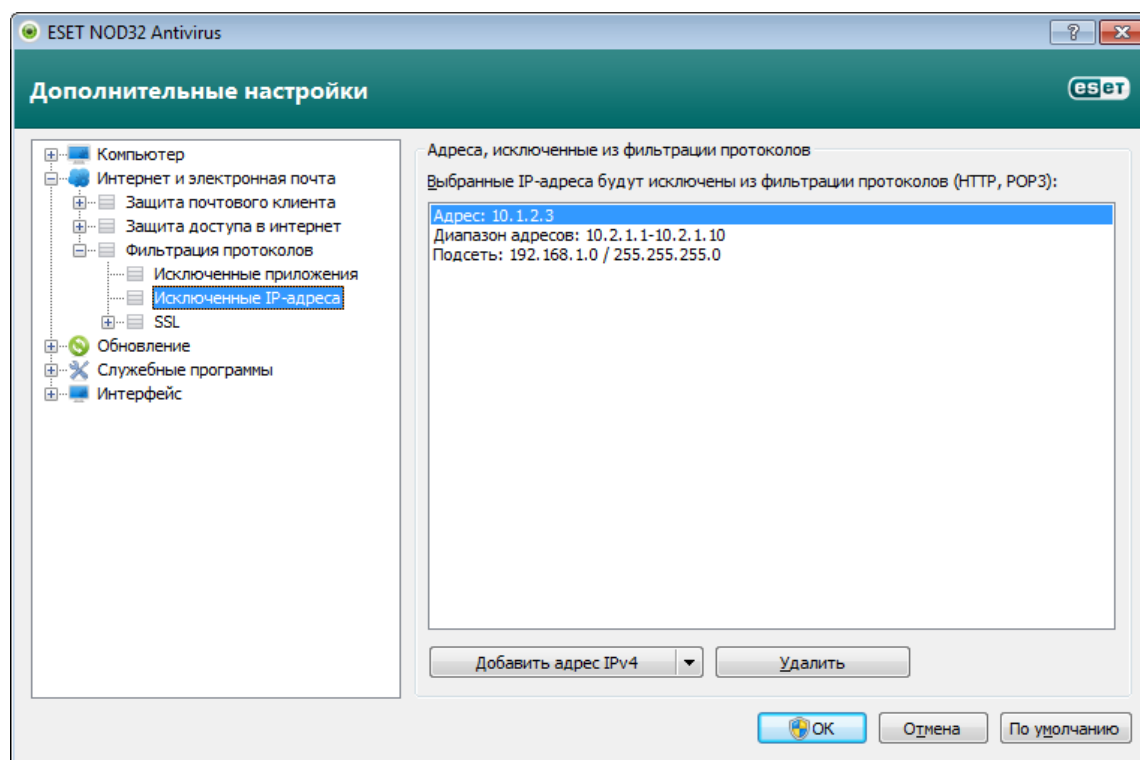 ESET NOD32 Antivirus
?
Дополнительные настройки
eset
Компьютер
Интернет и электронная почта
Защита почтового клиента
Защита доступа в интернет
Фильтрация протоколов
Исключенные приложения
Исключенные IP-адреса
SSL
Обновление
Служебные программы
Интерфейс
Адреса, исключенные из фильтрации протоколов
Выбранные IP-адреса будут исключены из фильтрации протоколов (HTTP, POP3):
Адрес: 10.1.2.3
Диапазон адресов: 10.2.1.1-10.2.1.10
Подсеть: 192.168.1.0 / 255.255.255.0
Добавить адрес IPv4
Удалить
OK
Отмена
По умолчанию